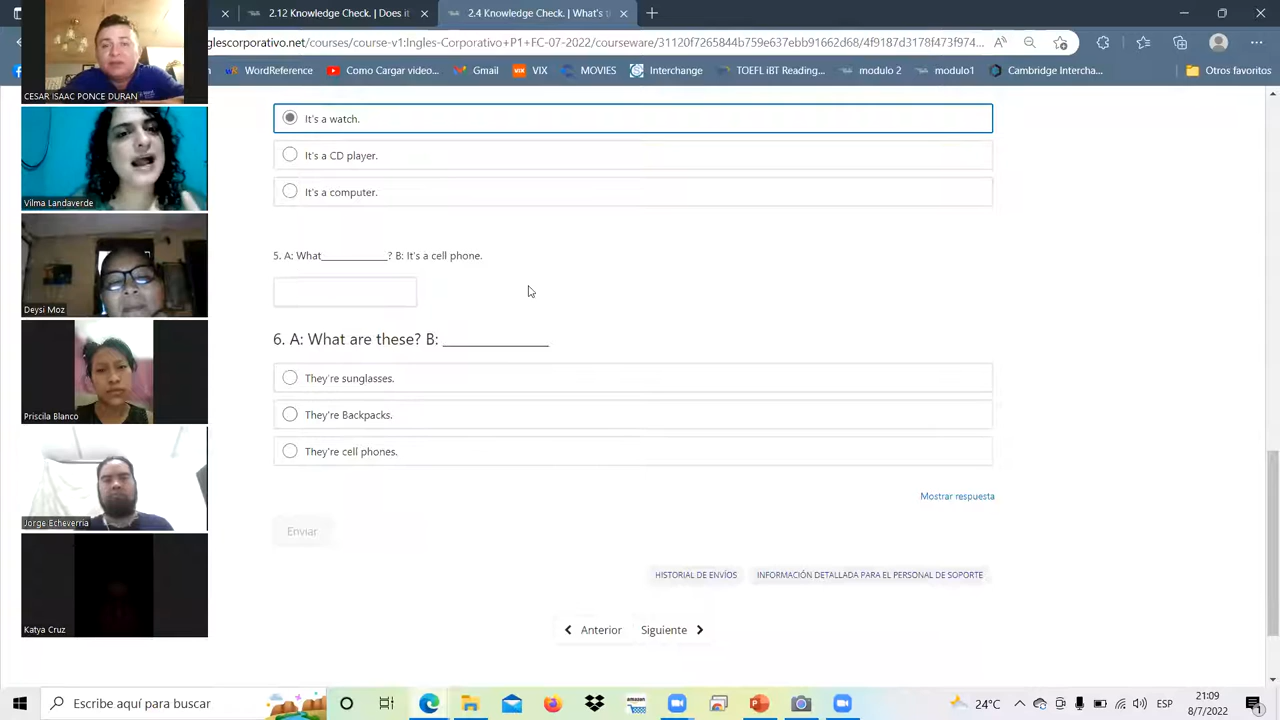 2.12 Knowledge Check. | Does it
2.4 Knowledge Check. | What's t
glescorporativo.net/courses/course-v1:Ingles-Corporativo+P1+FC-07-2022/courseware/31120f7265844b759e637ebb91662d68/4f9187d3178f473f974...
WordReference
Como Cargar video...
Gmail
VIX
MOVIES
Interchange
TOEFL iBT Reading...
módulo 2
modulo1
Cambridge Intercha...
Otros favoritos
CESAR ISAAC PONCE DURAN
Vilma Landaverde
Deysi Moz
Priscila Blanco
Jorge Echeverria
Katya Cruz
It's a watch.
It's a CD player.
It's a computer.
5. A: What____________? B: It's a cell phone.
6. A: What are these? B: _____________
They're sunglasses.
They're Backpacks.
They're cell phones.
Mostrar respuesta
Enviar
HISTORIAL DE ENVÍOS
INFORMACIÓN DETALLADA PARA EL PERSONAL DE SOPORTE
Anterior
Siguiente
Escribe aquí para buscar
24°C
ESP
21:09
8/7/2022